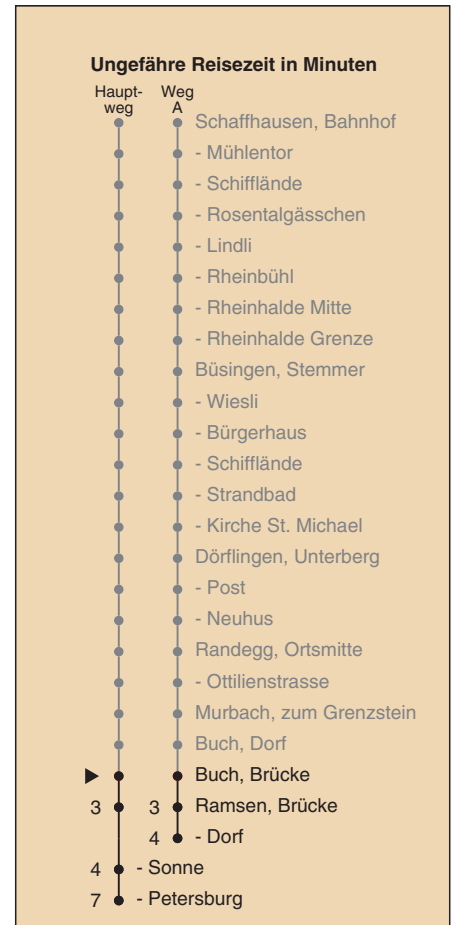 Ungefähre Reisezeit in Minuten
Haupt- Weg
weg A
Schaffhausen, Bahnhof
- Mühlentor
- Schifflände
- Rosentalgässchen
- Lindli
- Rheinbühl
- Rheinhalde Mitte
- Rheinhalde Grenze
Büsingen, Stemmer
- Wiesli
- Bürgerhaus
- Schifflände
- Strandbad
- Kirche St. Michael
Dörflingen, Unterberg
- Post
- Neuhus
Randegg, Ortsmitte
- Ottilienstrasse
Murbach, zum Grenzstein
Buch, Dorf
Buch, Brücke
3 3 Ramsen, Brücke
4 - Dorf
4 - Sonne
7 - Petersburg